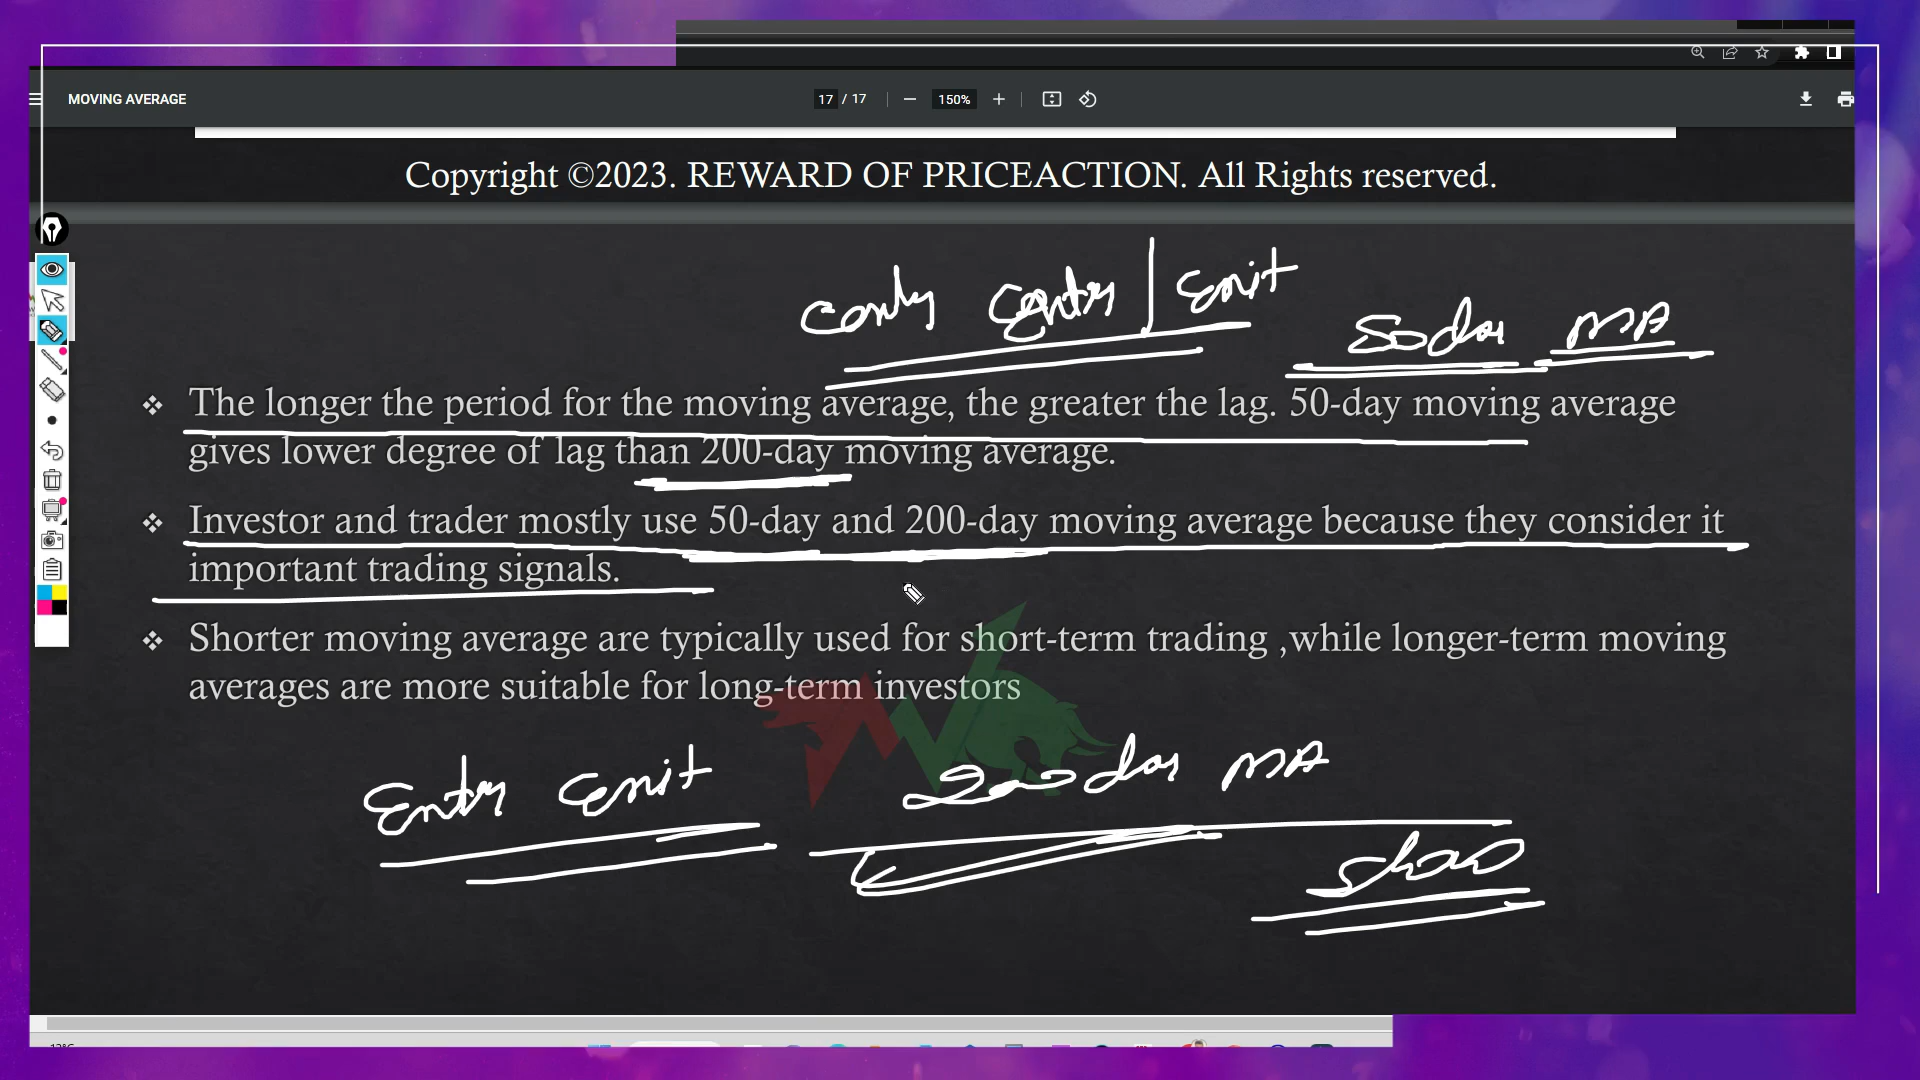 MOVING AVERAGE
17 / 17
150%
Copyright ©2023. REWARD OF PRICEACTION. All Rights reserved.
Entry | Exit
50 day MA
The longer the period for the moving average, the greater the lag. 50-day moving average
gives lower degree of lag than 200-day moving average.
Investor and trader mostly use 50-day and 200-day moving average because they consider it
important trading signals.
Shorter moving average are typically used for short-term trading ,while longer-term moving
averages are more suitable for long-term investors
Entry Exit
200 day MA